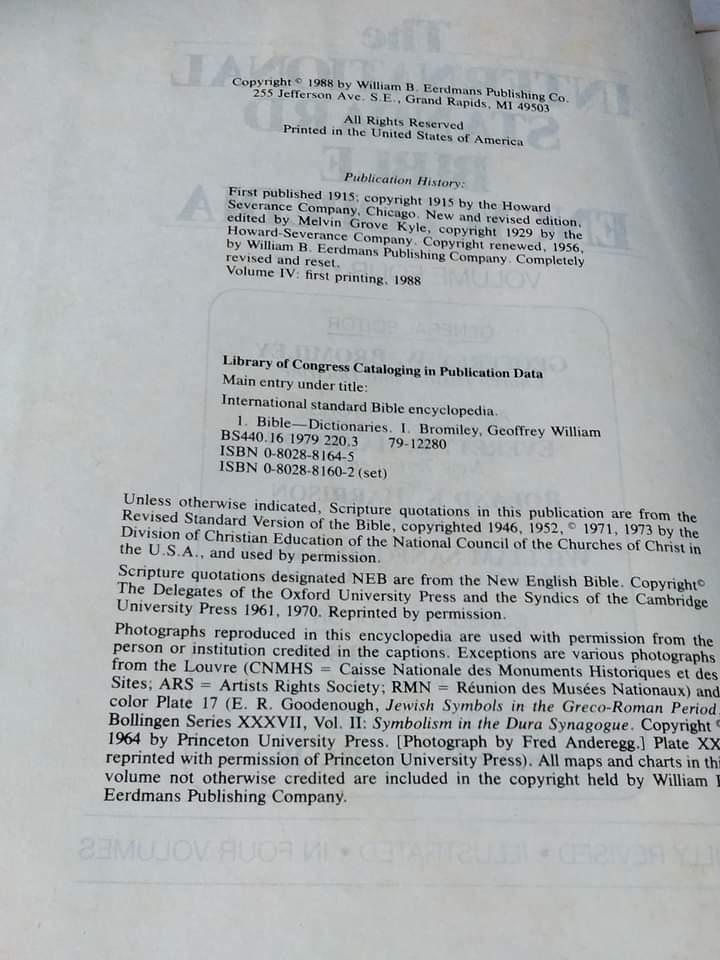 Copyright © 1988 by William B. Eerdmans Publishing Co.
255 Jefferson Ave. S.E., Grand Rapids, MI 49503
All Rights Reserved
Printed in the United States of America
Publication History:
First published 1915; copyright 1915 by the Howard
Severance Company, Chicago. New and revised edition,
edited by Melvin Grove Kyle, copyright 1929 by the
Howard-Severance Company. Copyright renewed, 1956,
by William B. Eerdmans Publishing Company. Completely
revised and reset.
Volume IV: first printing, 1988
Library of Congress Cataloging in Publication Data
Main entry under title:
International standard Bible encyclopedia.
1. Bible—Dictionaries. I. Bromiley, Geoffrey William
BS440.16 1979 220.3 79-12280
ISBN 0-8028-8164-5
ISBN 0-8028-8160-2 (set)
Unless otherwise indicated, Scripture quotations in this publication are from the
Revised Standard Version of the Bible, copyrighted 1946, 1952, © 1971, 1973 by the
Division of Christian Education of the National Council of the Churches of Christ in
the U.S.A., and used by permission.
Scripture quotations designated NEB are from the New English Bible. Copyright©
The Delegates of the Oxford University Press and the Syndics of the Cambridge
University Press 1961, 1970. Reprinted by permission.
Photographs reproduced in this encyclopedia are used with permission from the
person or institution credited in the captions. Exceptions are various photographs
from the Louvre (CNMHS = Caisse Nationale des Monuments Historiques et des
Sites; ARS = Artists Rights Society; RMN = Réunion des Musées Nationaux) and
color Plate 17 (E. R. Goodenough, Jewish Symbols in the Greco-Roman Period.
Bollingen Series XXXVII, Vol. II: Symbolism in the Dura Synagogue. Copyright ©
1964 by Princeton University Press. [Photograph by Fred Anderegg.] Plate XX
reprinted with permission of Princeton University Press). All maps and charts in thi
volume not otherwise credited are included in the copyright held by William
Eerdmans Publishing Company.